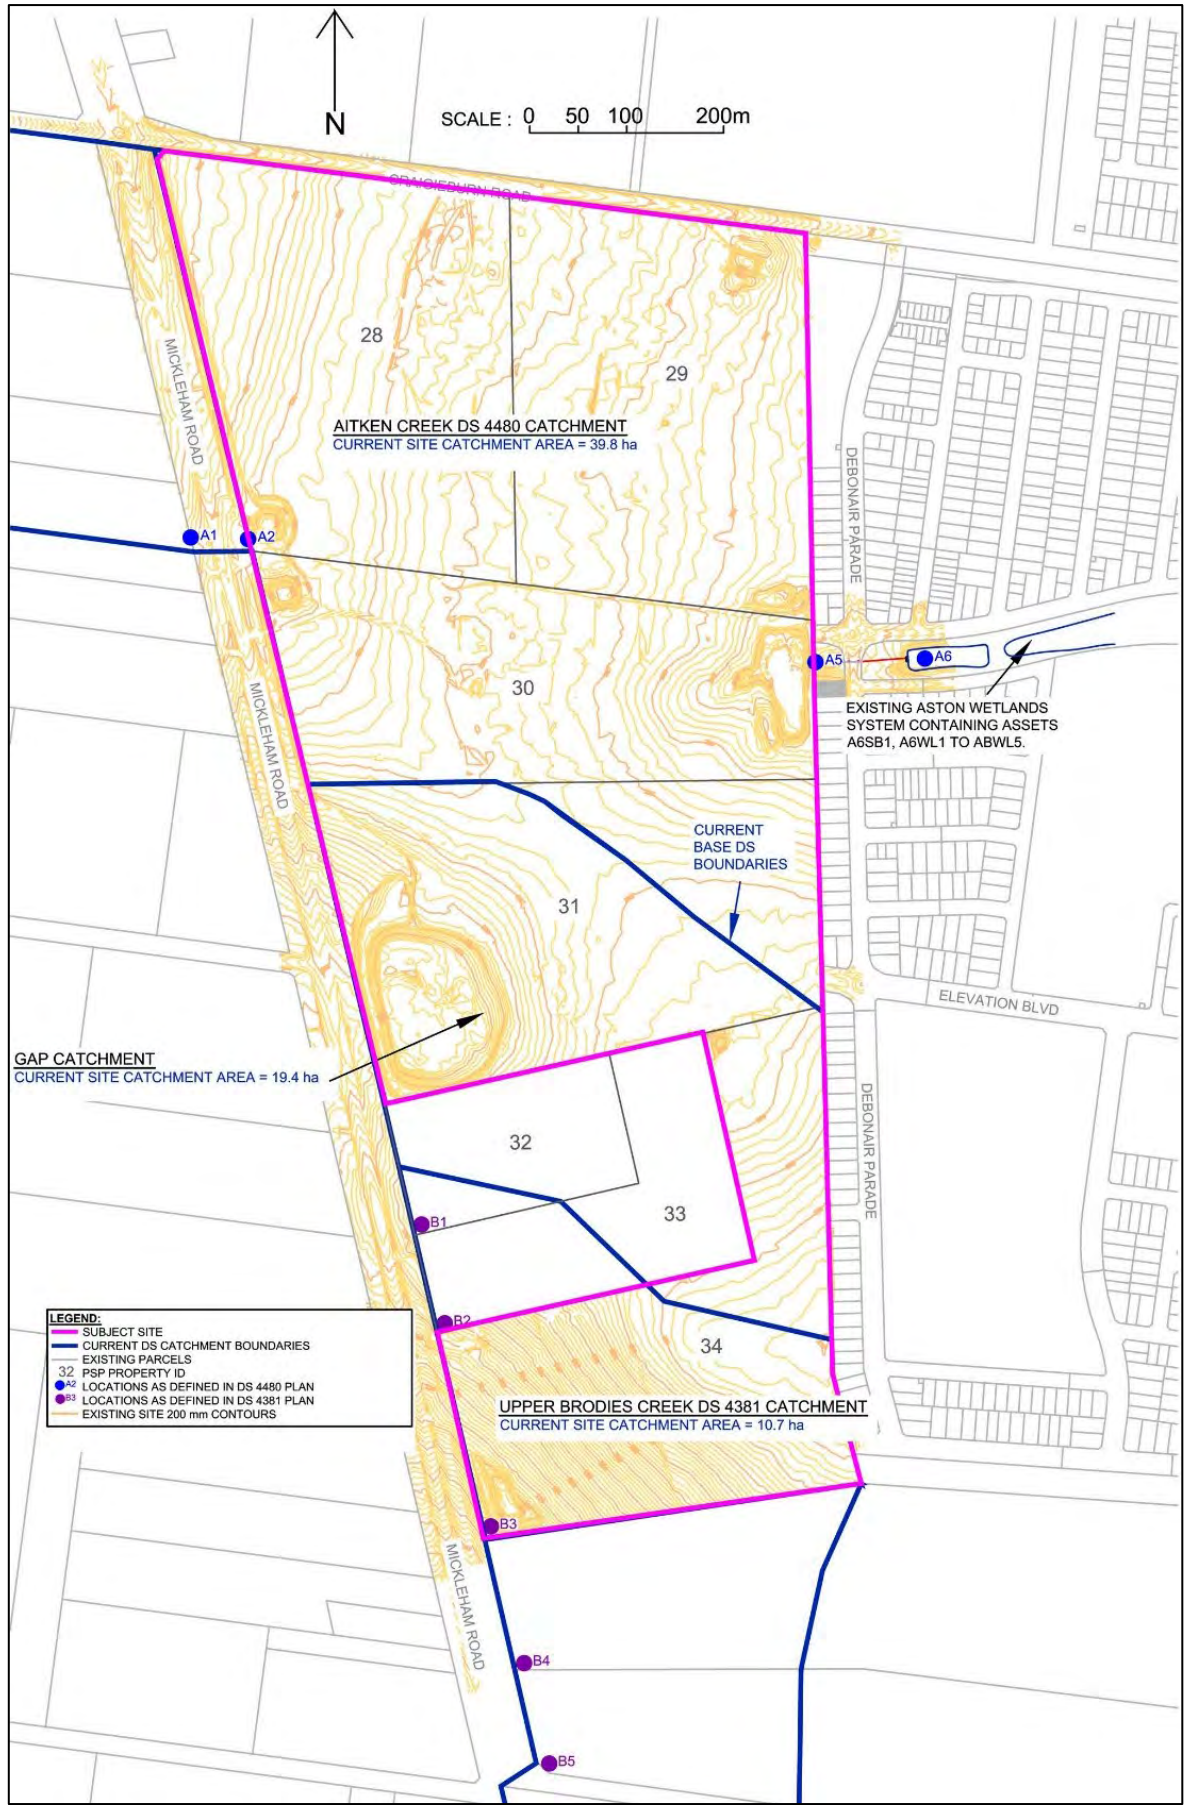 N
SCALE : 0 50 100 200m
CRAIGIEBURN ROAD
28
29
MICKLEHAM ROAD
AITKEN CREEK DS 4480 CATCHMENT
CURRENT SITE CATCHMENT AREA = 39.8 ha
DEBONAIR PARADE
A1
A2
30
A5
A6
MICKLEHAM ROAD
EXISTING ASTON WETLANDS
SYSTEM CONTAINING ASSETS
A6SB1, A6WL1 TO ABWL5.
CURRENT
BASE DS
BOUNDARIES
31
ELEVATION BLVD
GAP CATCHMENT
CURRENT SITE CATCHMENT AREA = 19.4 ha
DEBONAIR PARADE
32
33
B1
B2
34
LEGEND:
SUBJECT SITE
CURRENT DS CATCHMENT BOUNDARIES
EXISTING PARCELS
32 PSP PROPERTY ID
A2 LOCATIONS AS DEFINED IN DS 4480 PLAN
B3 LOCATIONS AS DEFINED IN DS 4381 PLAN
EXISTING SITE 200 mm CONTOURS
UPPER BRODIES CREEK DS 4381 CATCHMENT
CURRENT SITE CATCHMENT AREA = 10.7 ha
B3
MICKLEHAM ROAD
B4
B5